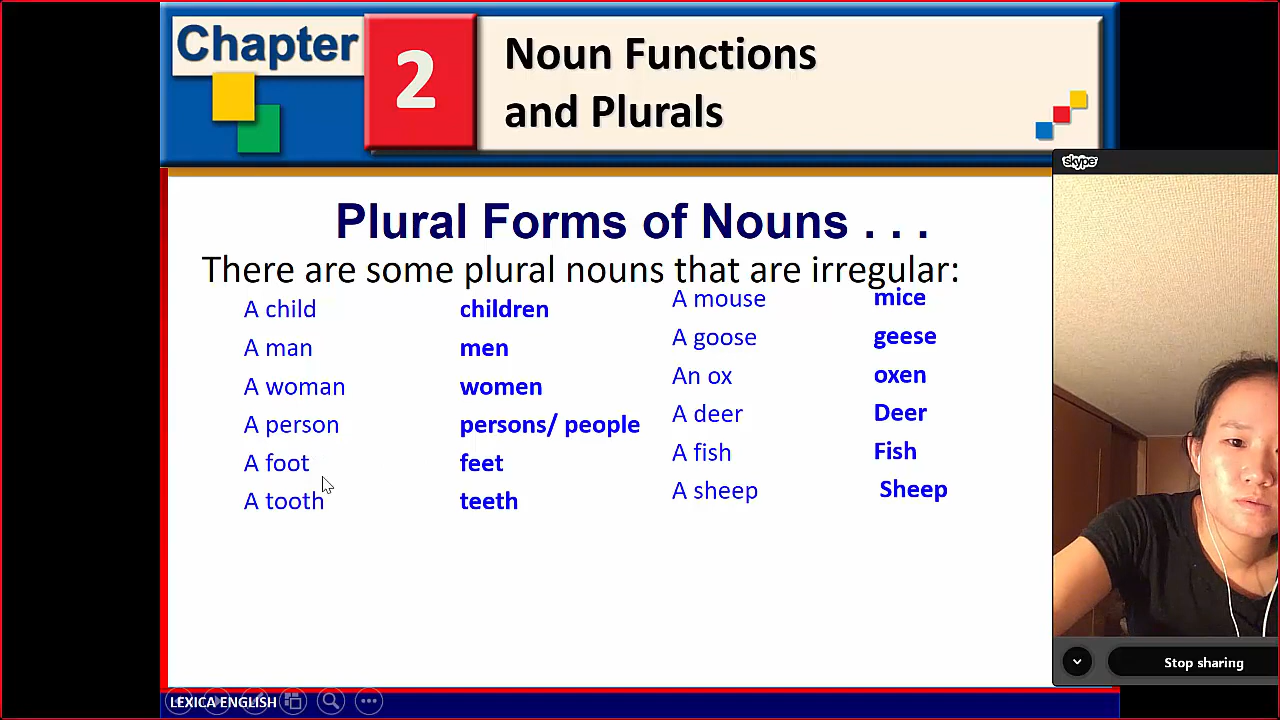 Chapter
2
Noun Functions
and Plurals
skype
Plural Forms of Nouns . . .
There are some plural nouns that are irregular:
A child children
A man men
A woman women
A person persons/ people
A foot feet
A tooth teeth
A mouse mice
A goose geese
An ox oxen
A deer Deer
A fish Fish
A sheep Sheep
Stop sharing
LEXICA ENGLISH